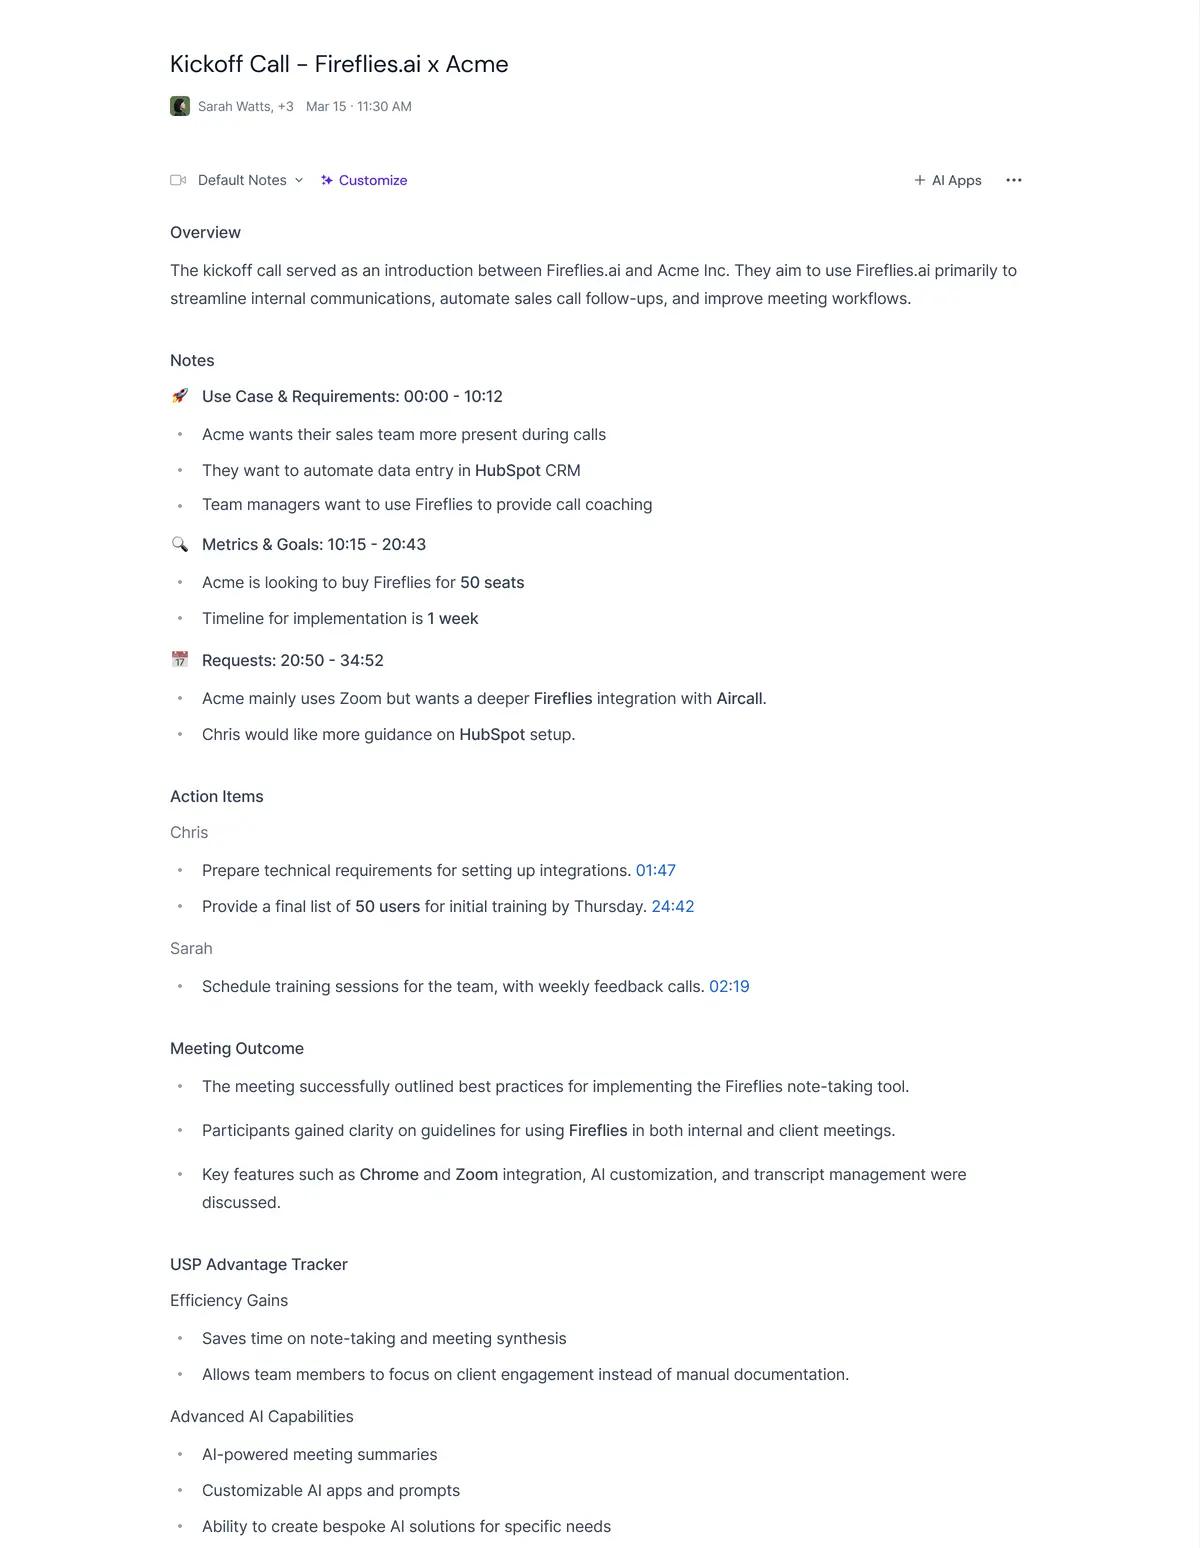 Kickoff Call – Fireflies.ai x Acme
Sarah Watts, +3 Mar 15 · 11:30 AM
Default Notes Customize + AI Apps ···
Overview
The kickoff call served as an introduction between Fireflies.ai and Acme Inc. They aim to use Fireflies.ai primarily to
streamline internal communications, automate sales call follow-ups, and improve meeting workflows.
Notes
🚀 Use Case & Requirements: 00:00 - 10:12
• Acme wants their sales team more present during calls
• They want to automate data entry in HubSpot CRM
• Team managers want to use Fireflies to provide call coaching
🔍 Metrics & Goals: 10:15 - 20:43
• Acme is looking to buy Fireflies for 50 seats
• Timeline for implementation is 1 week
📅 Requests: 20:50 - 34:52
• Acme mainly uses Zoom but wants a deeper Fireflies integration with Aircall.
• Chris would like more guidance on HubSpot setup.
Action Items
Chris
• Prepare technical requirements for setting up integrations. 01:47
• Provide a final list of 50 users for initial training by Thursday. 24:42
Sarah
• Schedule training sessions for the team, with weekly feedback calls. 02:19
Meeting Outcome
• The meeting successfully outlined best practices for implementing the Fireflies note-taking tool.
• Participants gained clarity on guidelines for using Fireflies in both internal and client meetings.
• Key features such as Chrome and Zoom integration, AI customization, and transcript management were
discussed.
USP Advantage Tracker
Efficiency Gains
• Saves time on note-taking and meeting synthesis
• Allows team members to focus on client engagement instead of manual documentation.
Advanced AI Capabilities
• AI-powered meeting summaries
• Customizable AI apps and prompts
• Ability to create bespoke AI solutions for specific needs